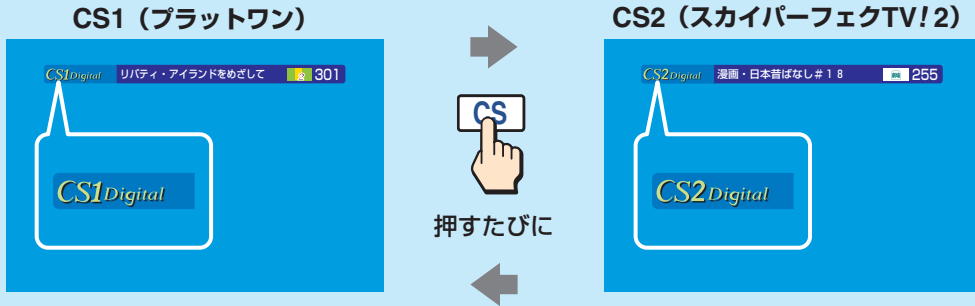 CS1（プラットワン）
CS1Digital リバティ・アイランドをめざして 301
CS1Digital
CS
押すたびに
CS2（スカイパーフェクTV!2）
CS2Digital 漫画・日本昔ばなし＃１８ 255
CS2Digital